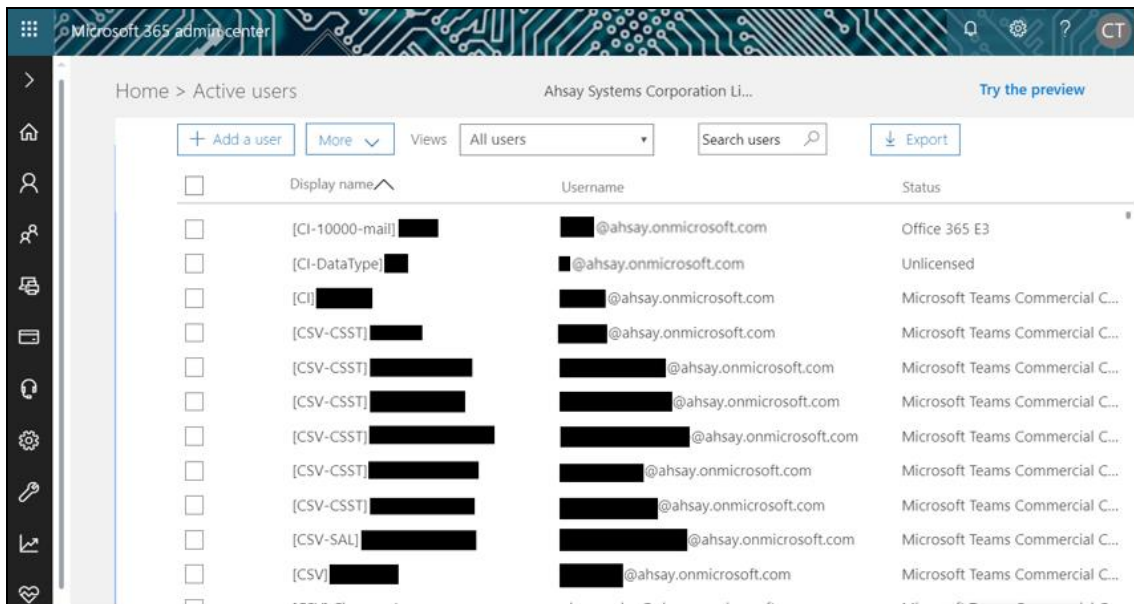 Microsoft 365 admin center ? CT
Home > Active users Ahsay Systems Corporation Li... Try the preview
+ Add a user More Views All users Search users Export
Display name Username Status
[CI-10000-mail] @ahsay.onmicrosoft.com Office 365 E3
[CI-DataType] @ahsay.onmicrosoft.com Unlicensed
[CI] @ahsay.onmicrosoft.com Microsoft Teams Commercial C...
[CSV-CSST] @ahsay.onmicrosoft.com Microsoft Teams Commercial C...
[CSV-CSST] @ahsay.onmicrosoft.com Microsoft Teams Commercial C...
[CSV-CSST] @ahsay.onmicrosoft.com Microsoft Teams Commercial C...
[CSV-CSST] @ahsay.onmicrosoft.com Microsoft Teams Commercial C...
[CSV-CSST] @ahsay.onmicrosoft.com Microsoft Teams Commercial C...
[CSV-CSST] @ahsay.onmicrosoft.com Microsoft Teams Commercial C...
[CSV-SAL] @ahsay.onmicrosoft.com Microsoft Teams Commercial C...
[CSV] @ahsay.onmicrosoft.com Microsoft Teams Commercial C...